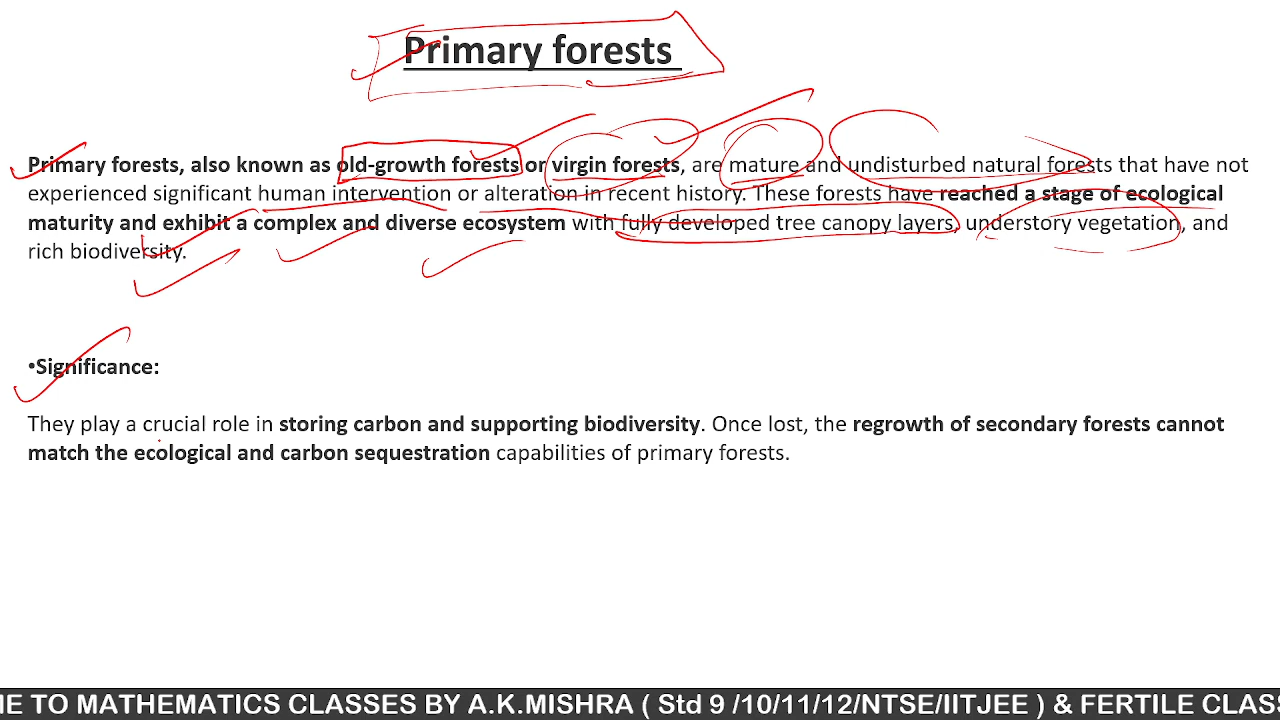 Primary forests
Primary forests, also known as old-growth forests or virgin forests, are mature and undisturbed natural forests that have not
experienced significant human intervention or alteration in recent history. These forests have reached a stage of ecological
maturity and exhibit a complex and diverse ecosystem with fully developed tree canopy layers, understory vegetation, and
rich biodiversity.
•Significance:
They play a crucial role in storing carbon and supporting biodiversity. Once lost, the regrowth of secondary forests cannot
match the ecological and carbon sequestration capabilities of primary forests.
ME TO MATHEMATICS CLASSES BY A.K.MISHRA ( Std 9 /10/11/12/NTSE/IITJEE ) & FERTILE CLASS